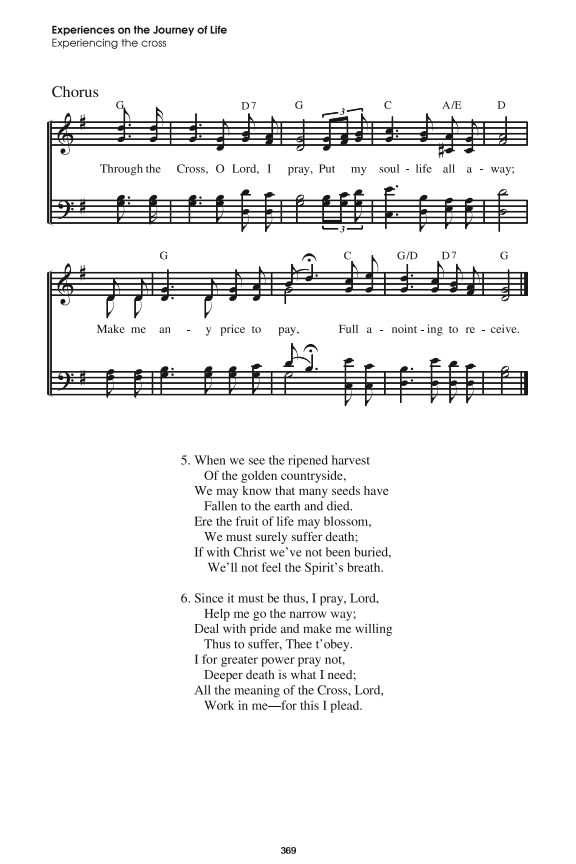 Experiences on the Journey of Life
Experiencing the cross
Chorus
G D7 G 3 C A/E D
Through the Cross, O Lord, I pray, Put my soul - life all a - way;
3
G C G/D D7 G
Make me an - y price to pay, Full a - noint - ing to re - ceive.
5. When we see the ripened harvest
Of the golden countryside,
We may know that many seeds have
Fallen to the earth and died.
Ere the fruit of life may blossom,
We must surely suffer death;
If with Christ we've not been buried,
We'll not feel the Spirit's breath.
6. Since it must be thus, I pray, Lord,
Help me go the narrow way;
Deal with pride and make me willing
Thus to suffer, Thee t'obey.
I for greater power pray not,
Deeper death is what I need;
All the meaning of the Cross, Lord,
Work in me—for this I plead.
369